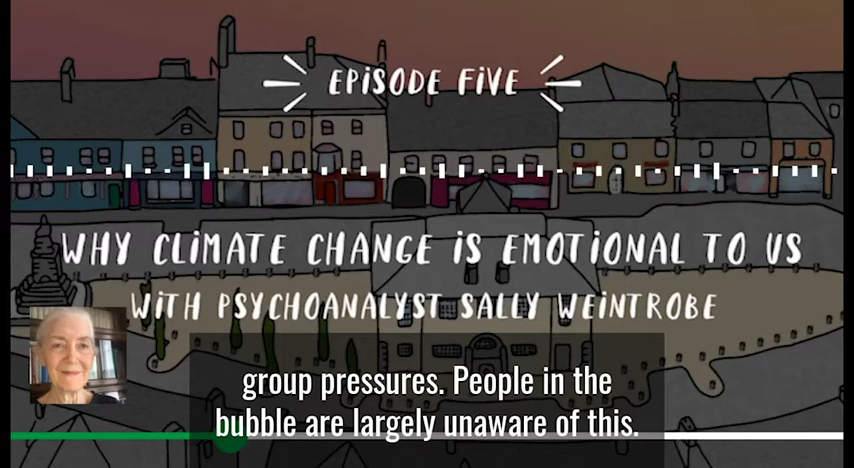 EPISODE FIVE
WHY CLIMATE CHANGE IS EMOTIONAL TO US
WITH PSYCHOANALYST SALLY WEINTROBE
group pressures. People in the
bubble are largely unaware of this.